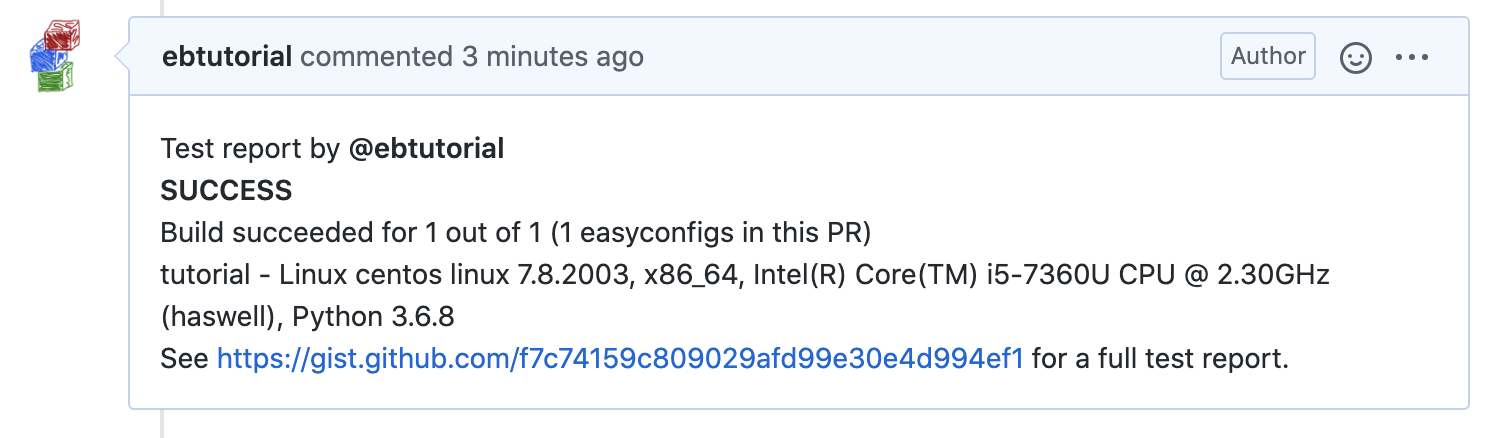 ebtutorial commented 3 minutes ago
Author
Test report by @ebtutorial
SUCCESS
Build succeeded for 1 out of 1 (1 easyconfigs in this PR)
tutorial - Linux centos linux 7.8.2003, x86_64, Intel(R) Core(TM) i5-7360U CPU @ 2.30GHz
(haswell), Python 3.6.8
See https://gist.github.com/f7c74159c809029afd99e30e4d994ef1 for a full test report.